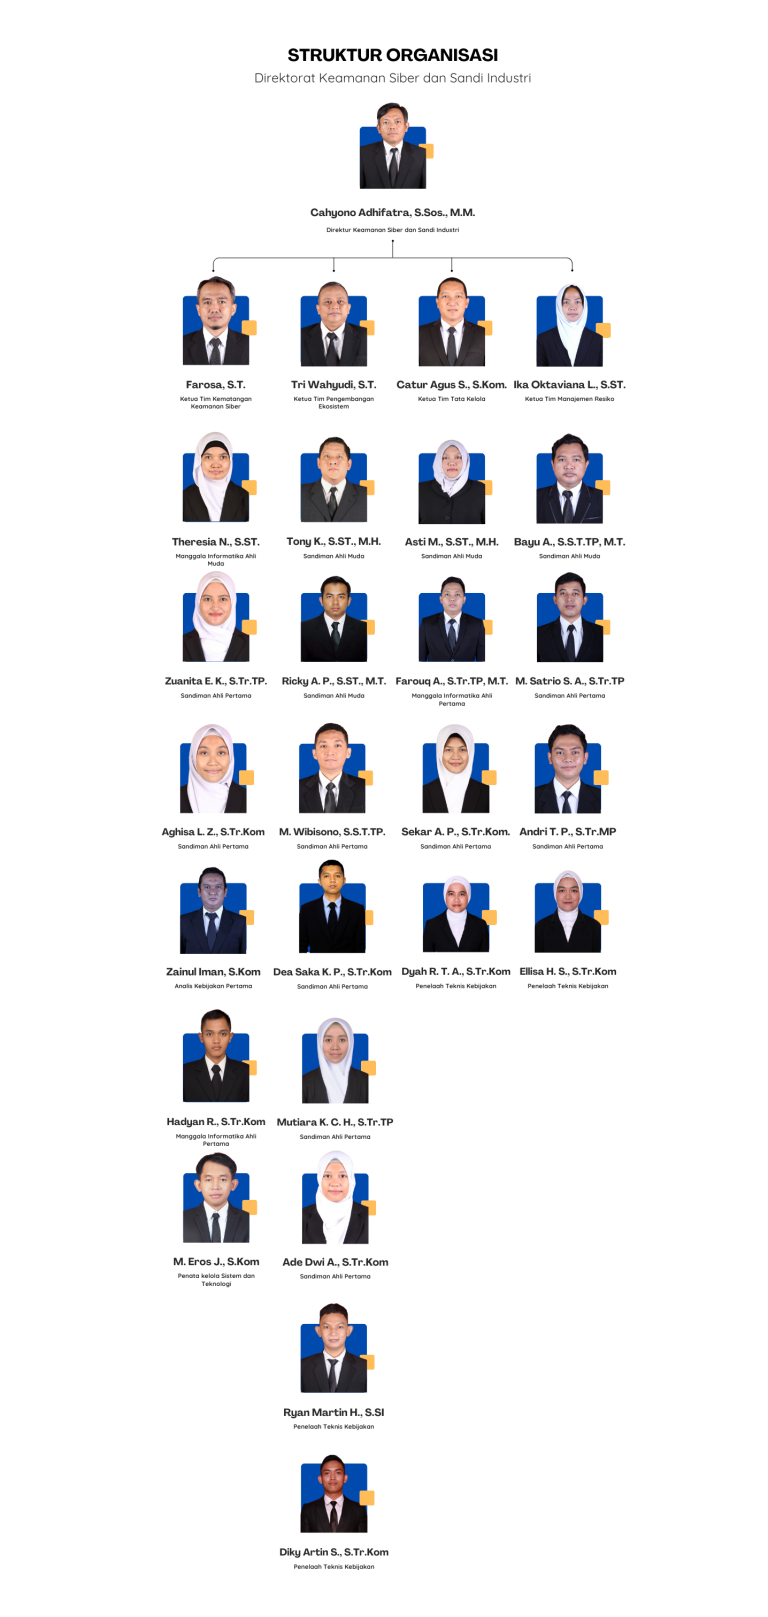 STRUKTUR ORGANISASI
Direktorat Keamanan Siber dan Sandi Industri
Cahyono Adhifatra, S.Sos., M.M.
Direktur Keamanan Siber dan Sandi Industri
Farosa, S.T.
Ketua Tim Kematangan
Keamanan Siber
Tri Wahyudi, S.T.
Ketua Tim Pengembangan
Ekosistem
Catur Agus S., S.Kom.
Ketua Tim Tata Kelola
Ika Oktaviana L., S.ST.
Ketua Tim Manajemen Resiko
Theresia N., S.ST.
Manggala Informatika Ahli
Muda
Tony K., S.ST., M.H.
Sandiman Ahli Muda
Asti M., S.ST., M.H.
Sandiman Ahli Muda
Bayu A., S.S.T.TP, M.T.
Sandiman Ahli Muda
Zuanita E. K., S.Tr.TP.
Sandiman Ahli Pertama
Ricky A. P., S.ST., M.T.
Sandiman Ahli Muda
Farouq A., S.Tr.TP, M.T.
Manggala Informatika Ahli
Pertama
M. Satrio S. A., S.Tr.TP
Sandiman Ahli Pertama
Aghisa L. Z., S.Tr.Kom
Sandiman Ahli Pertama
M. Wibisono, S.S.T.TP.
Sandiman Ahli Pertama
Sekar A. P., S.Tr.Kom.
Sandiman Ahli Pertama
Andri T. P., S.Tr.MP
Sandiman Ahli Pertama
Zainul Iman, S.Kom
Analis Kebijakan Pertama
Dea Saka K. P., S.Tr.Kom
Sandiman Ahli Pertama
Dyah R. T. A., S.Tr.Kom
Penelaah Teknis Kebijakan
Ellisa H. S., S.Tr.Kom
Penelaah Teknis Kebijakan
Hadyan R., S.Tr.Kom
Manggala Informatika Ahli
Pertama
Mutiara K. C. H., S.Tr.TP
Sandiman Ahli Pertama
M. Eros J., S.Kom
Penata kelola Sistem dan
Teknologi
Ade Dwi A., S.Tr.Kom
Sandiman Ahli Pertama
Ryan Martin H., S.SI
Penelaah Teknis Kebijakan
Diky Artin S., S.Tr.Kom
Penelaah Teknis Kebijakan